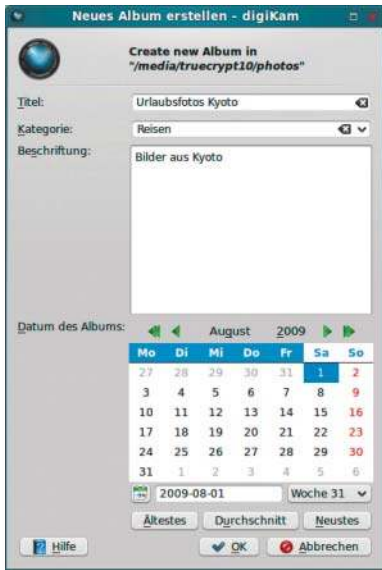 Neues Album erstellen - digiKam
Create new Album in
"/media/truecrypt10/photos"
Titel: Urlaubsfotos Kyoto
Kategorie: Reisen
Beschriftung: Bilder aus Kyoto
Datum des Albums: August 2009
Mo Di Mi Do Fr Sa So
27 28 29 30 31 1 2
3 4 5 6 7 8 9
10 11 12 13 14 15 16
17 18 19 20 21 22 23
24 25 26 27 28 29 30
31 1 2 3 4 5 6
2009-08-01 Woche 31
Ältestes Durchschnitt Neustes
Hilfe OK Abbrechen